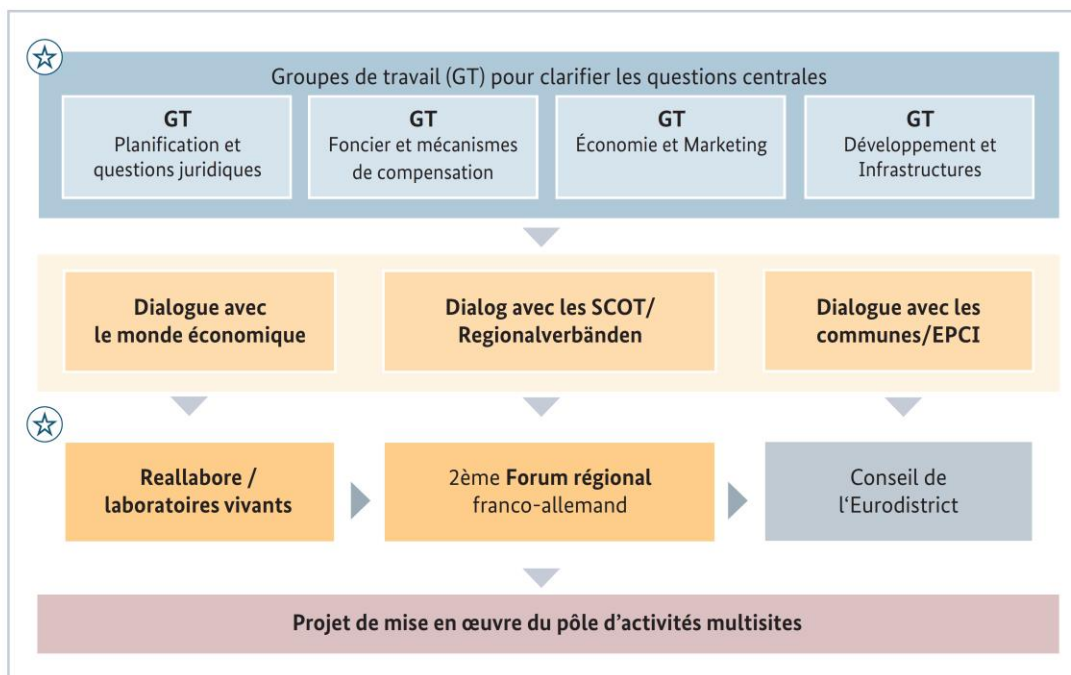 Groupes de travail (GT) pour clarifier les questions centrales
GT
Planification et
questions juridiques
GT
Foncier et mécanismes
de compensation
GT
Économie et Marketing
GT
Développement et
Infrastructures
Dialogue avec
le monde économique
Dialog avec les SCOT/
Regionalverbänden
Dialogue avec les
communes/EPCI
Reallabore /
laboratoires vivants
2ème Forum régional
franco-allemand
Conseil de
l‘Eurodistrict
Projet de mise en œuvre du pôle d’activités multisites